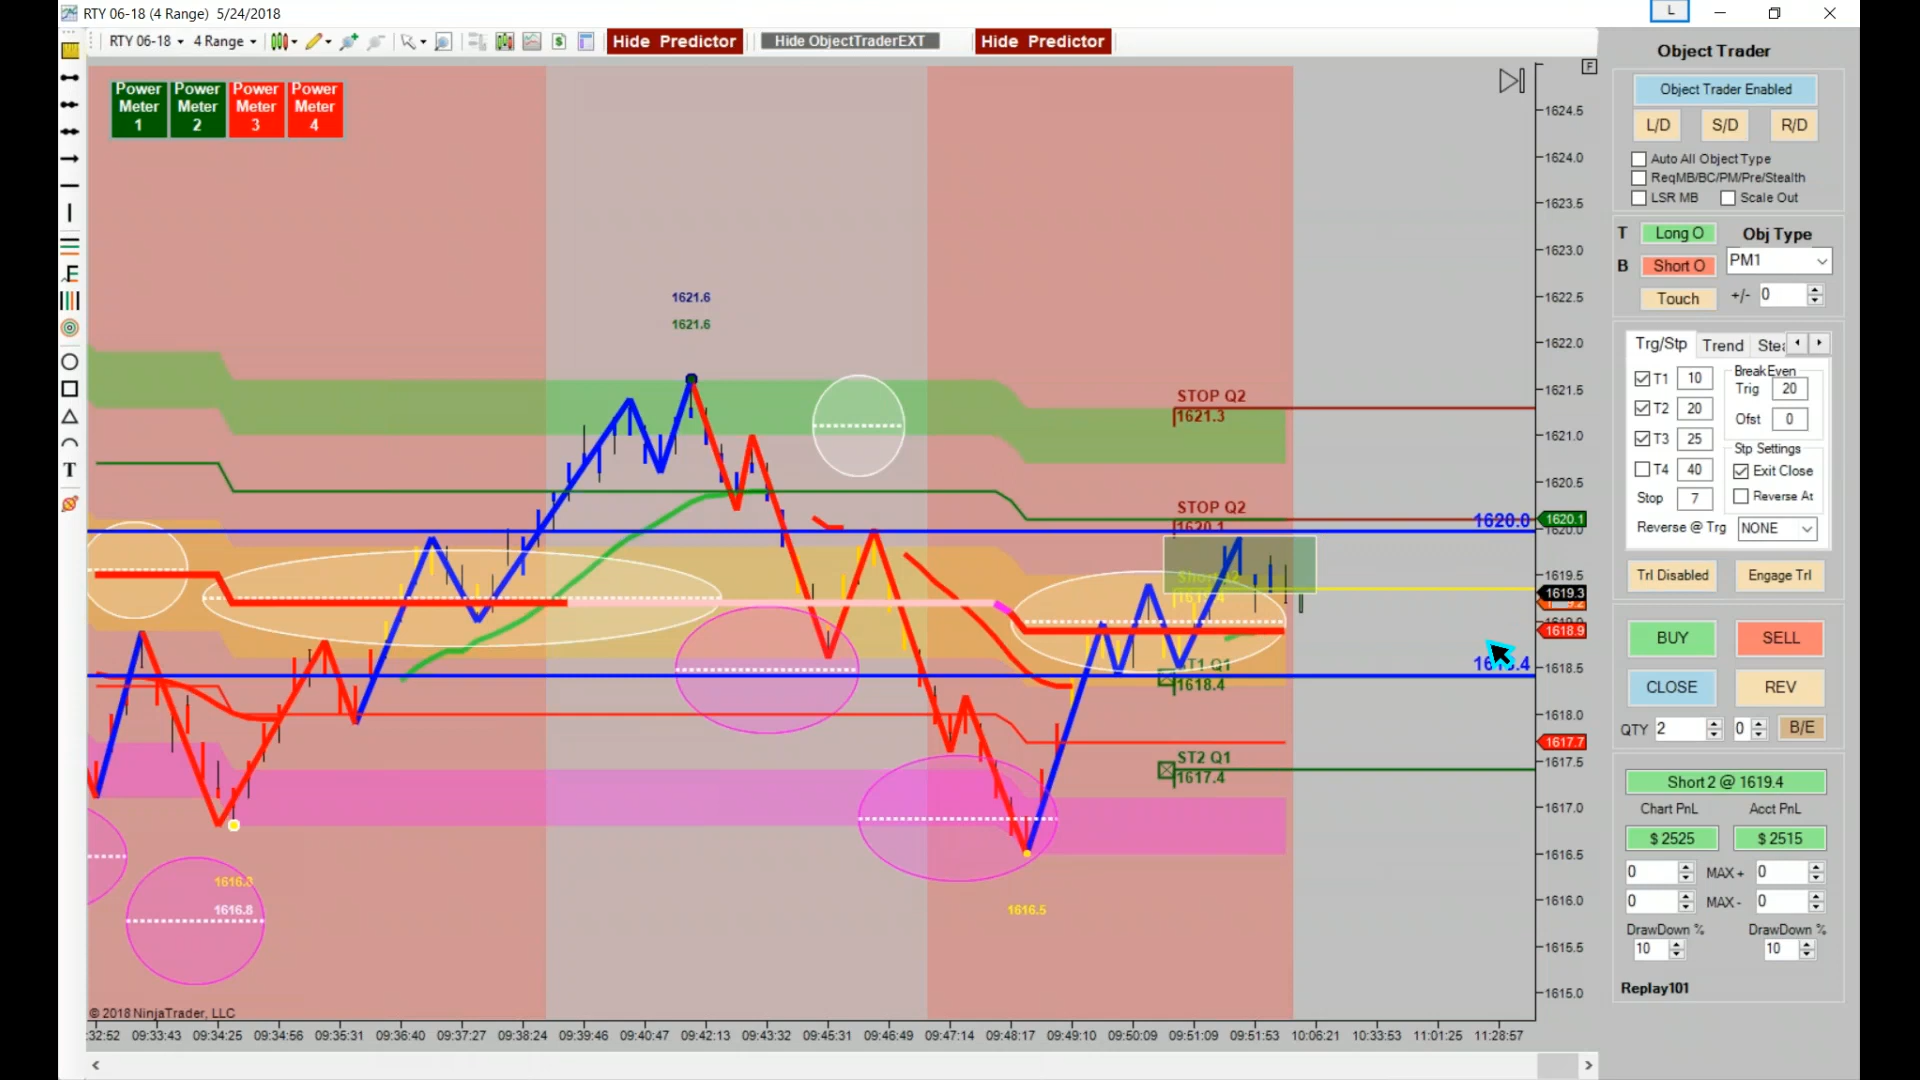 RTY 06-18 (4 Range)  5/24/2018
L
RTY 06-18
4 Range
Hide Predictor
Hide ObjectTraderEXT
Hide Predictor
Power Meter 1
Power Meter 2
Power Meter 3
Power Meter 4
F
1624.5
1624.0
1623.5
1623.0
1622.5
1622.0
1621.5
1621.0
1620.5
1620.1
1620.0
1619.5
1619.3
1618.9
1618.5
1618.0
1617.7
1617.5
1617.0
1616.5
1616.0
1615.5
1615.0
1621.6
1621.6
STOP Q2
1621.3
STOP Q2
1620.1
1620.0
ST1 Q1
1618.4
ST2 Q1
1617.4
1616.8
1616.5
© 2018 NinjaTrader, LLC
:32:52 09:33:43 09:34:25 09:34:56 09:35:31 09:36:40 09:37:27 09:38:24 09:39:46 09:40:47 09:42:13 09:43:32 09:45:31 09:46:49 09:47:14 09:48:17 09:49:10 09:50:09 09:51:09 09:51:53 10:06:21 10:33:53 11:01:25 11:28:57
Object Trader
Object Trader Enabled
L/D S/D R/D
Auto All Object Type
ReqMB/BC/PM/Pre/Stealth
LSR MB Scale Out
T Long O Obj Type
B Short O PM1
Touch +/- 0
Trg/Stp Trend Stea
T1 10
T2 20
T3 25
T4 40
Stop 7
BreakEven
Trig 20
Ofst 0
Stp Settings
Exit Close
Reverse At
Reverse @ Trg NONE
Trl Disabled Engage Trl
BUY SELL
CLOSE REV
QTY 2 0 B/E
Short 2 @ 1619.4
Chart PnL Acct PnL
$ 2525 $ 2515
0 MAX + 0
0 MAX - 0
DrawDown % DrawDown %
10 10
Replay101